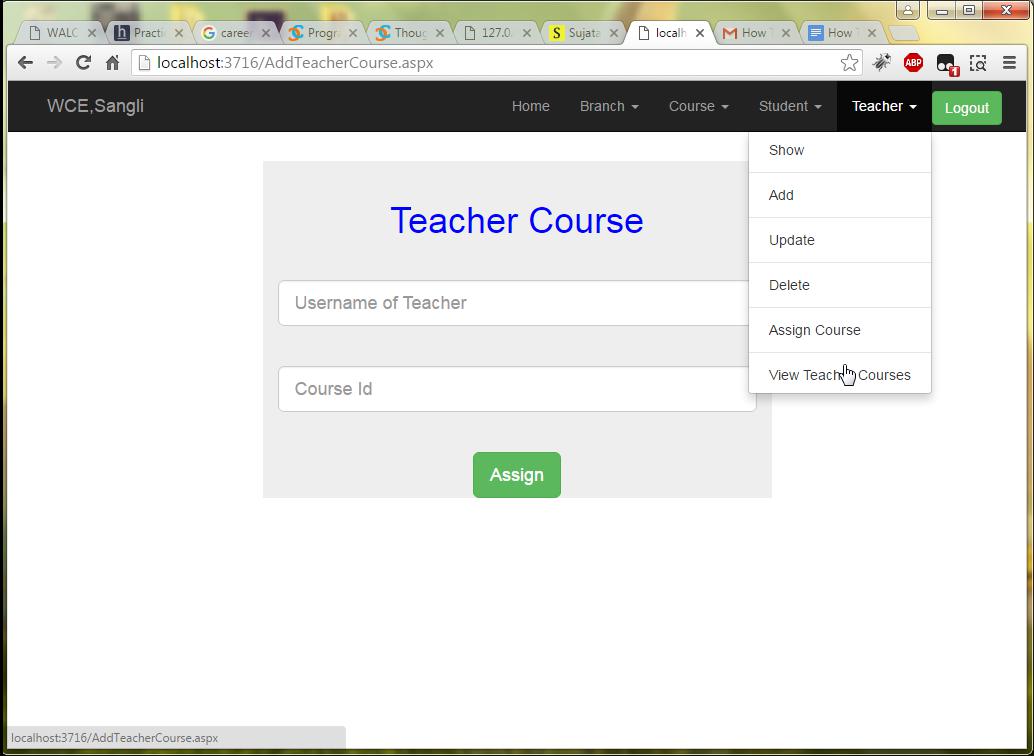 WALC Practi career Progra Thoug 127.0. Sujata localh How T How T
localhost:3716/AddTeacherCourse.aspx ABP 1
WCE,Sangli Home Branch Course Student Teacher Logout
Show
Add
Teacher Course
Update
Delete
Username of Teacher
Assign Course
View Teach Courses
Course Id
Assign
localhost:3716/AddTeacherCourse.aspx